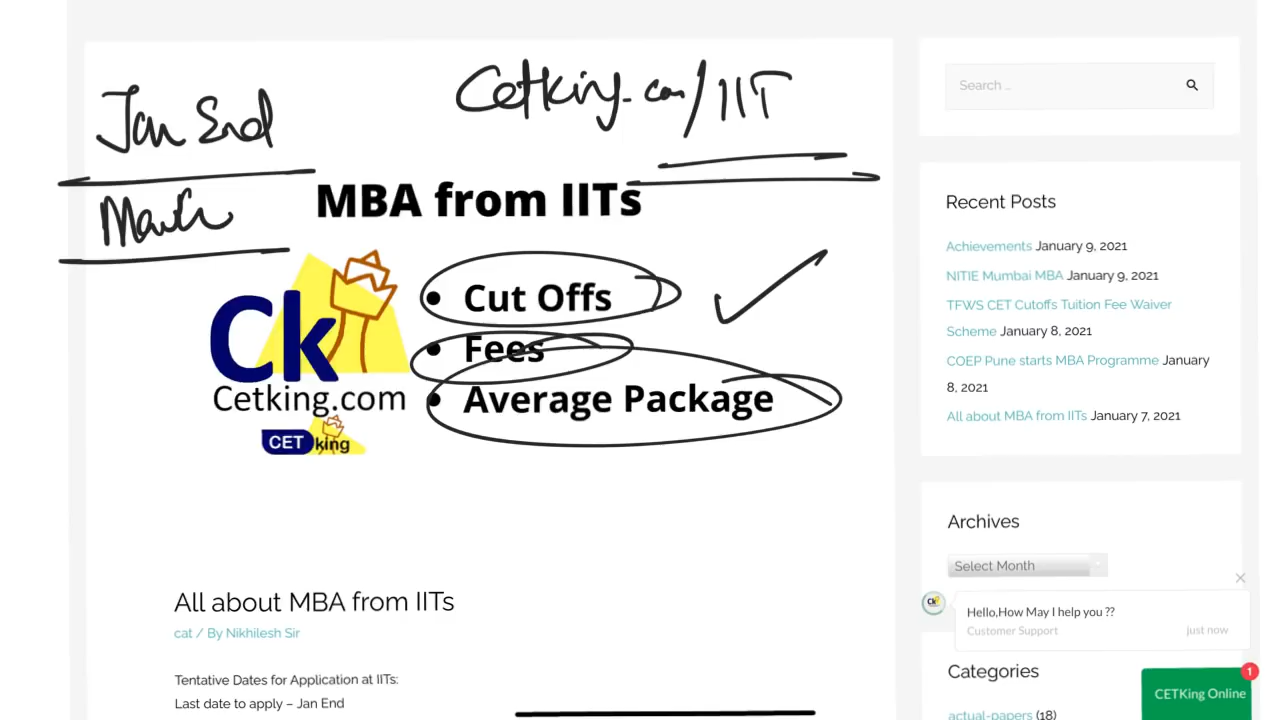 Jan End
March
Cetking.com/IIT
MBA from IITs
Ck
Cetking.com
CET king
• Cut Offs
• Fees
• Average Package
All about MBA from IITs
cat / By Nikhilesh Sir
Tentative Dates for Application at IITs:
Last date to apply – Jan End
Search ...
Recent Posts
Achievements January 9, 2021
NITIE Mumbai MBA January 9, 2021
TFWS CET Cutoffs Tuition Fee Waiver
Scheme January 8, 2021
COEP Pune starts MBA Programme January
8, 2021
All about MBA from IITs January 7, 2021
Archives
Select Month
Ck
Hello,How May I help you ??
Customer Support just now
Categories
actual-papers (18)
1
CETKing Online